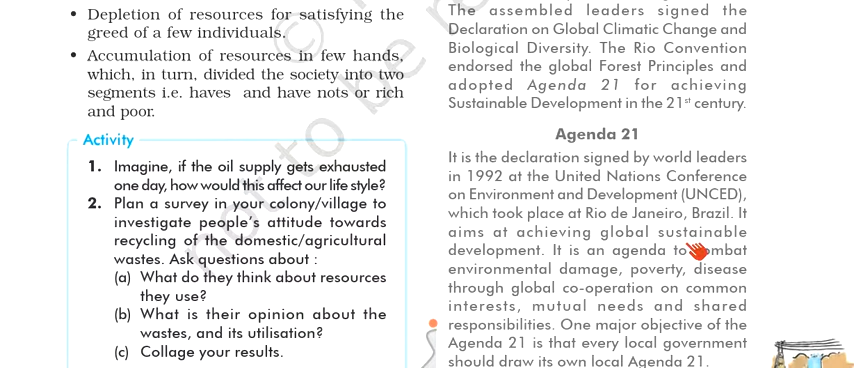 • Depletion of resources for satisfying the
greed of a few individuals.
• Accumulation of resources in few hands,
which, in turn, divided the society into two
segments i.e. haves and have nots or rich
and poor.
Activity
1. Imagine, if the oil supply gets exhausted
one day, how would this affect our life style?
2. Plan a survey in your colony/village to
investigate people's attitude towards
recycling of the domestic/agricultural
wastes. Ask questions about :
(a) What do they think about resources
they use?
(b) What is their opinion about the
wastes, and its utilisation?
(c) Collage your results.
The assembled leaders signed the
Declaration on Global Climatic Change and
Biological Diversity. The Rio Convention
endorsed the global Forest Principles and
adopted Agenda 21 for achieving
Sustainable Development in the 21st century.
Agenda 21
It is the declaration signed by world leaders
in 1992 at the United Nations Conference
on Environment and Development (UNCED),
which took place at Rio de Janeiro, Brazil. It
aims at achieving global sustainable
development. It is an agenda to combat
environmental damage, poverty, disease
through global co-operation on common
interests, mutual needs and shared
responsibilities. One major objective of the
Agenda 21 is that every local government
should draw its own local Agenda 21.
not to be r
©